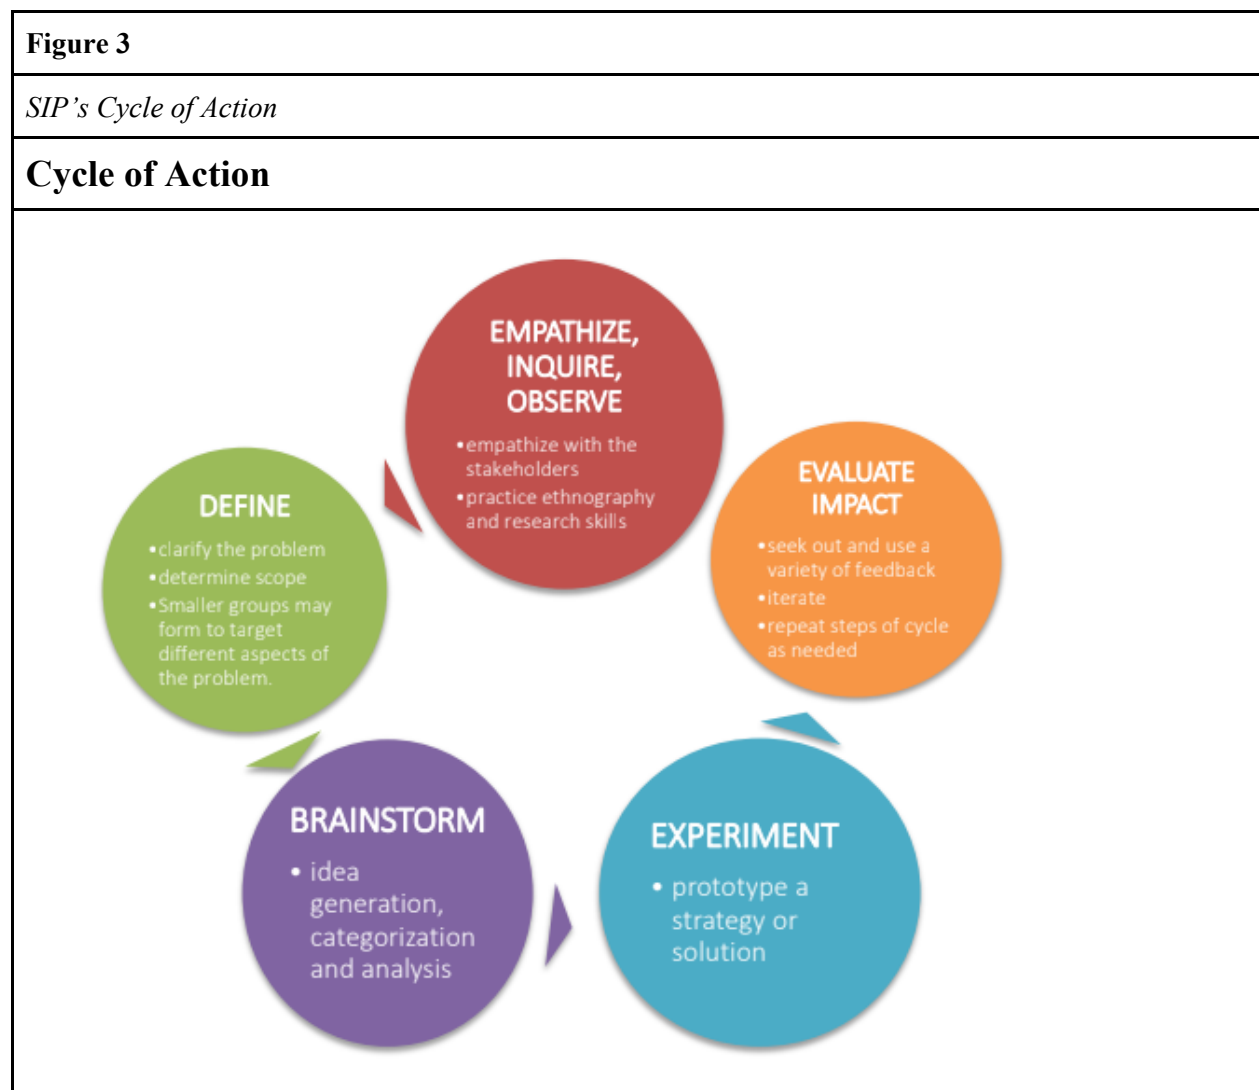 Figure 3
SIP’s Cycle of Action
Cycle of Action
EMPATHIZE,
INQUIRE,
OBSERVE
•empathize with the
stakeholders
•practice ethnography
and research skills
DEFINE
•clarify the problem
•determine scope
•Smaller groups may
form to target
different aspects of
the problem.
BRAINSTORM
• idea
generation,
categorization
and analysis
EXPERIMENT
• prototype a
strategy or
solution
EVALUATE
IMPACT
•seek out and use a
variety of feedback
•iterate
•repeat steps of cycle
as needed